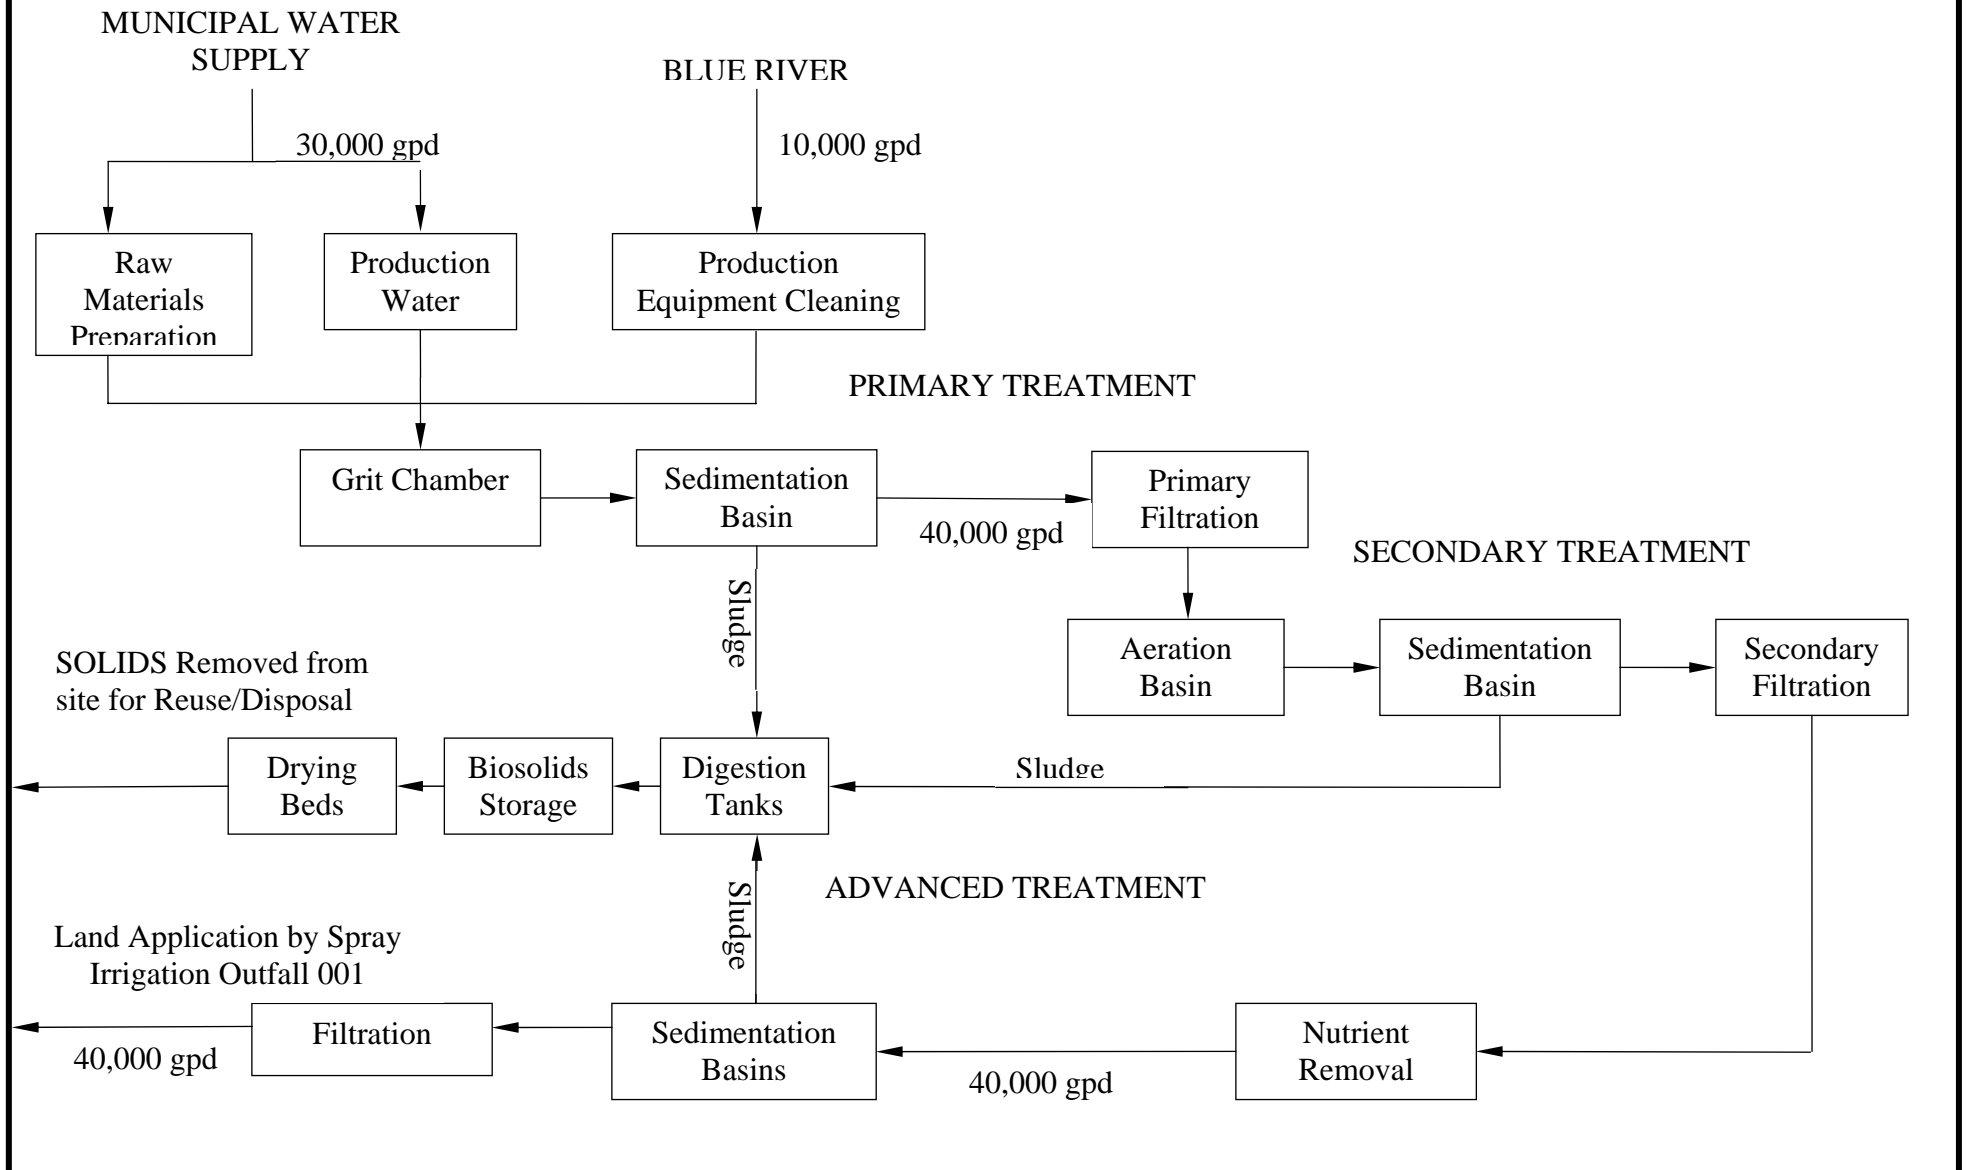 MUNICIPAL WATER
SUPPLY
BLUE RIVER
30,000 gpd
10,000 gpd
Raw
Materials
Preparation
Production
Water
Production
Equipment Cleaning
PRIMARY TREATMENT
Grit Chamber
Sedimentation
Basin
40,000 gpd
Primary
Filtration
SECONDARY TREATMENT
Sludge
Aeration
Basin
Sedimentation
Basin
Secondary
Filtration
SOLIDS Removed from
site for Reuse/Disposal
Drying
Beds
Biosolids
Storage
Digestion
Tanks
Sludge
ADVANCED TREATMENT
Sludge
Land Application by Spray
Irrigation Outfall 001
40,000 gpd
Filtration
Sedimentation
Basins
40,000 gpd
Nutrient
Removal